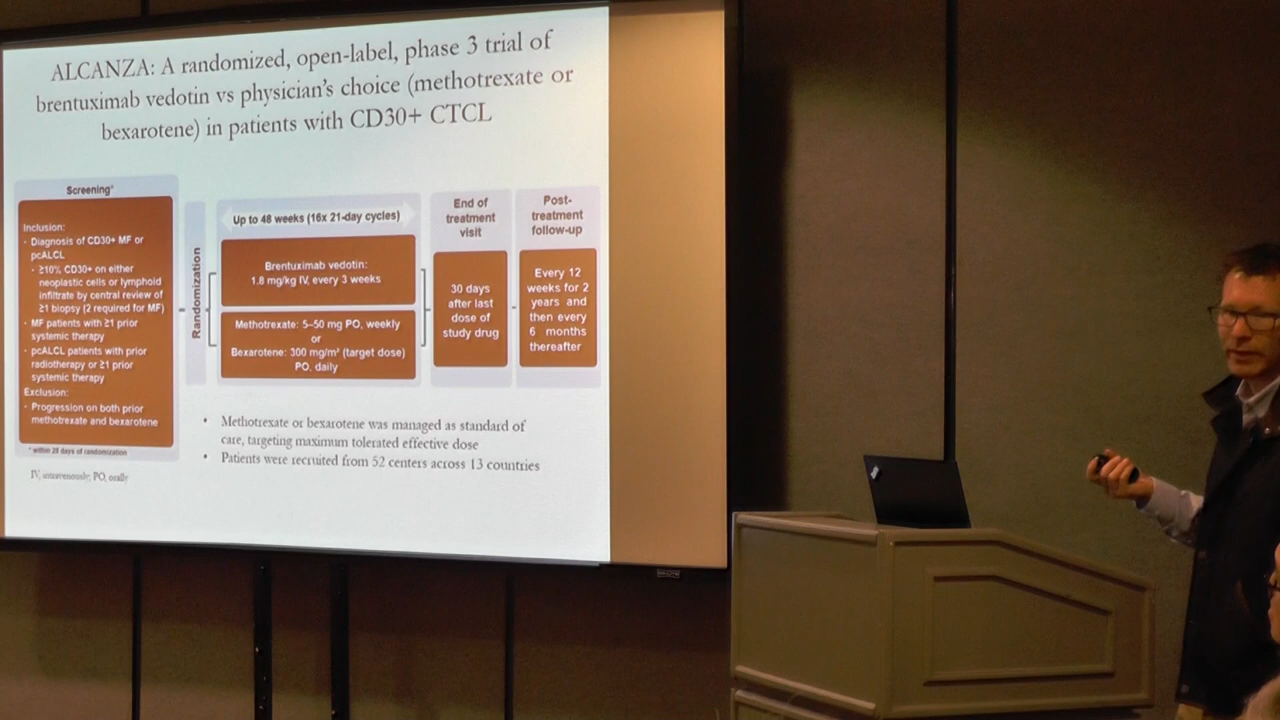 ALCANZA: A randomized, open-label, phase 3 trial of
brentuximab vedotin vs physician's choice (methotrexate or
bexarotene) in patients with CD30+ CTCL
Screening*
Inclusion:
· Diagnosis of CD30+ MF or
pcALCL
· ≥10% CD30+ on either
neoplastic cells or lymphoid
infiltrate by central review of
≥1 biopsy (2 required for MF)
· MF patients with ≥1 prior
systemic therapy
· pcALCL patients with prior
radiotherapy or ≥1 prior
systemic therapy
Exclusion:
· Progression on both prior
methotrexate and bexarotene
* within 28 days of randomization
IV, intravenously; PO, orally
Randomization
Up to 48 weeks (16x 21-day cycles)
Brentuximab vedotin:
1.8 mg/kg IV, every 3 weeks
Methotrexate: 5–50 mg PO, weekly
or
Bexarotene: 300 mg/m² (target dose)
PO, daily
End of
treatment
visit
30 days
after last
dose of
study drug
Post-
treatment
follow-up
Every 12
weeks for 2
years and
then every
6 months
thereafter
• Methotrexate or bexarotene was managed as standard of
care, targeting maximum tolerated effective dose
• Patients were recruited from 52 centers across 13 countries